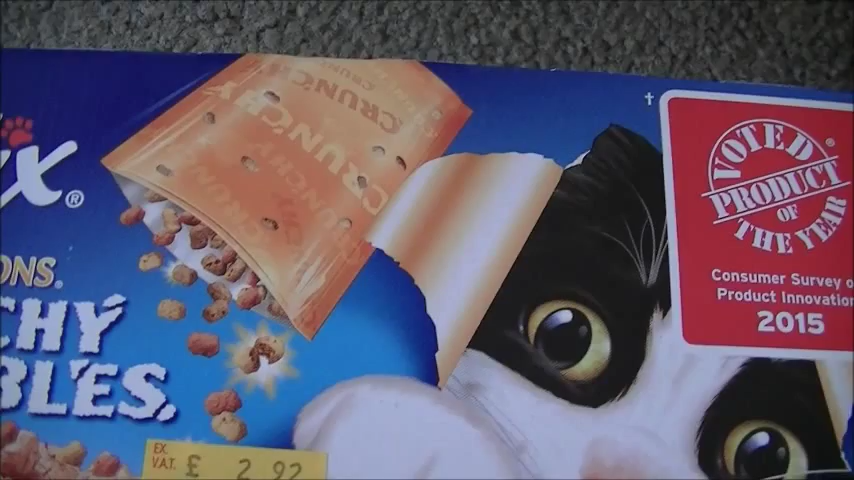 CRUNCHY
CRUNCHY
†
X®
ONS.
CHY
BLES.
VOTED
PRODUCT®
OF
THE YEAR
Consumer Survey o
Product Innovation
2015
EX.
VAT. £ 2 92